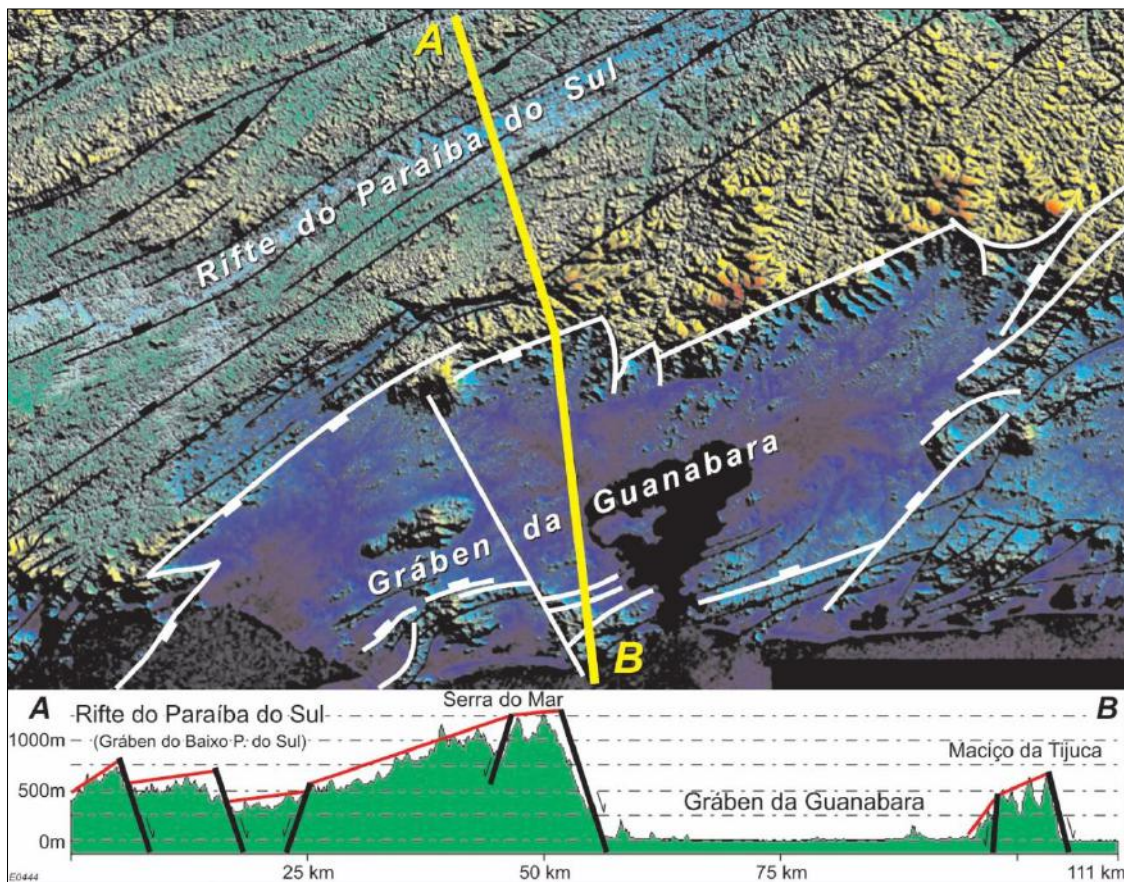 A
Rifte do Paraíba do Sul
Gráben da Guanabara
B
A
Rifte do Paraíba do Sul
(Gráben do Baixo P. do Sul)
Serra do Mar
B
Maciço da Tijuca
1000m
500m
Gráben da Guanabara
0m
25 km
50 km
75 km
111 km
E0444